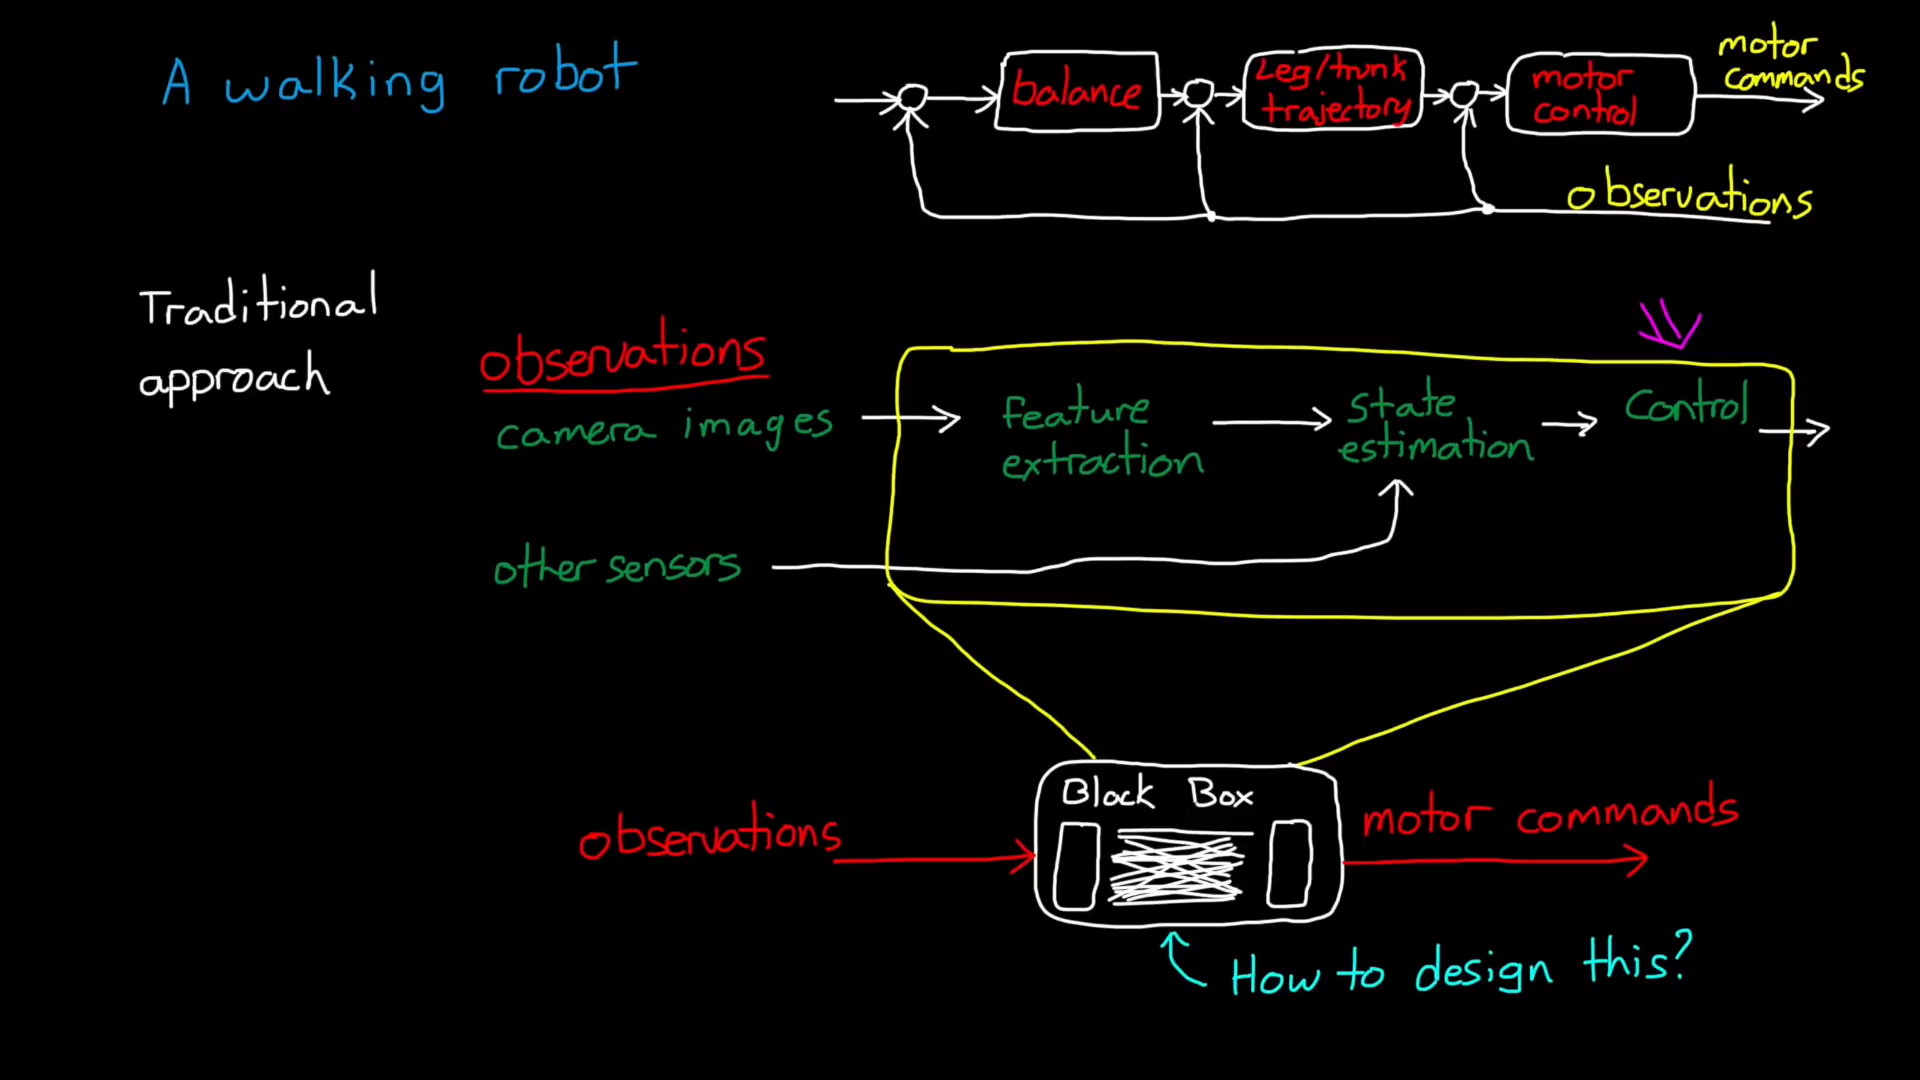 A walking robot
balance
Leg/trunk
trajectory
motor
control
motor
commands
observations
Traditional
approach
observations
camera images
feature
extraction
State
estimation
Control
other sensors
Black Box
observations
motor commands
How to design this?